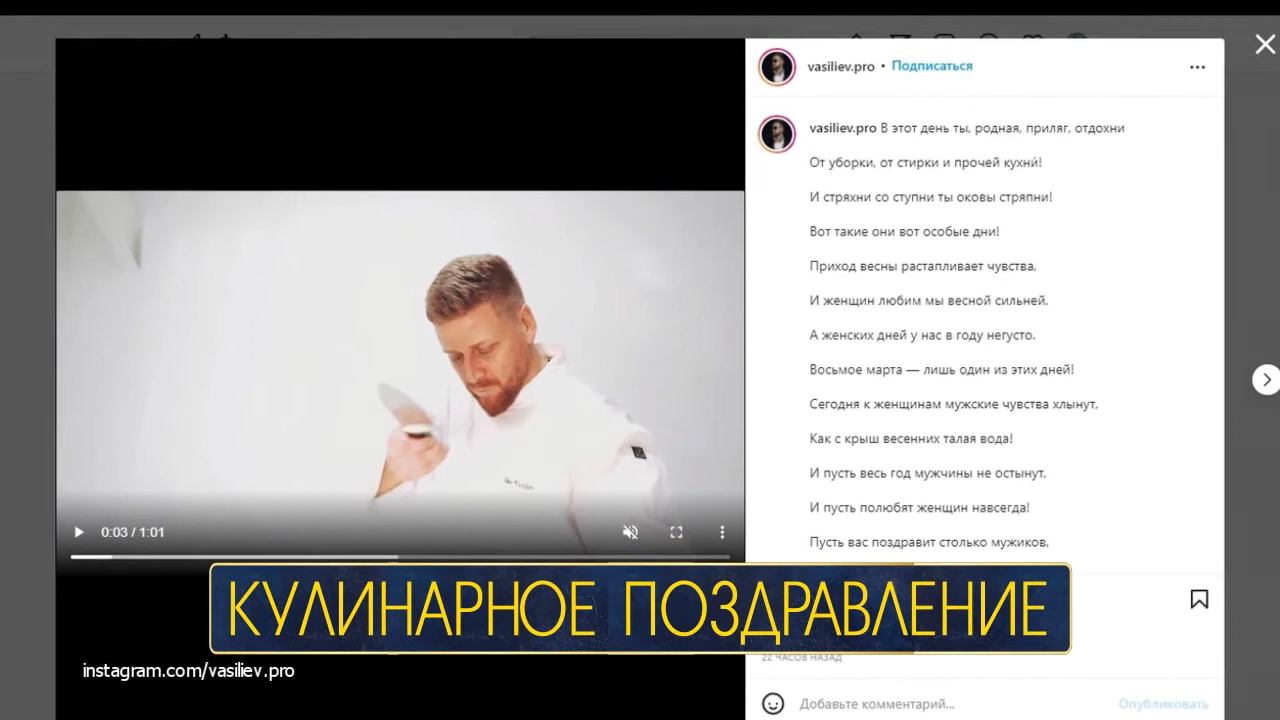 vasiliev.pro • Подписаться
vasiliev.pro В этот день ты, родная, приляг, отдохни
От уборки, от стирки и прочей кухни́!
И стряхни со ступни ты оковы стряпни!
Вот такие они вот особые дни!
Приход весны растапливает чувства,
И женщин любим мы весной сильней.
А женских дней у нас в году негусто.
Восьмое марта — лишь один из этих дней!
Сегодня к женщинам мужские чувства хлынут,
Как с крыш весенних талая вода!
И пусть весь год мужчины не остынут,
И пусть полюбят женщин навсегда!
Пусть вас поздравит столько мужиков,
0:03 / 1:01
КУЛИНАРНОЕ ПОЗДРАВЛЕНИЕ
22 ЧАСОВ НАЗАД
instagram.com/vasiliev.pro
Добавьте комментарий... Опубликовать